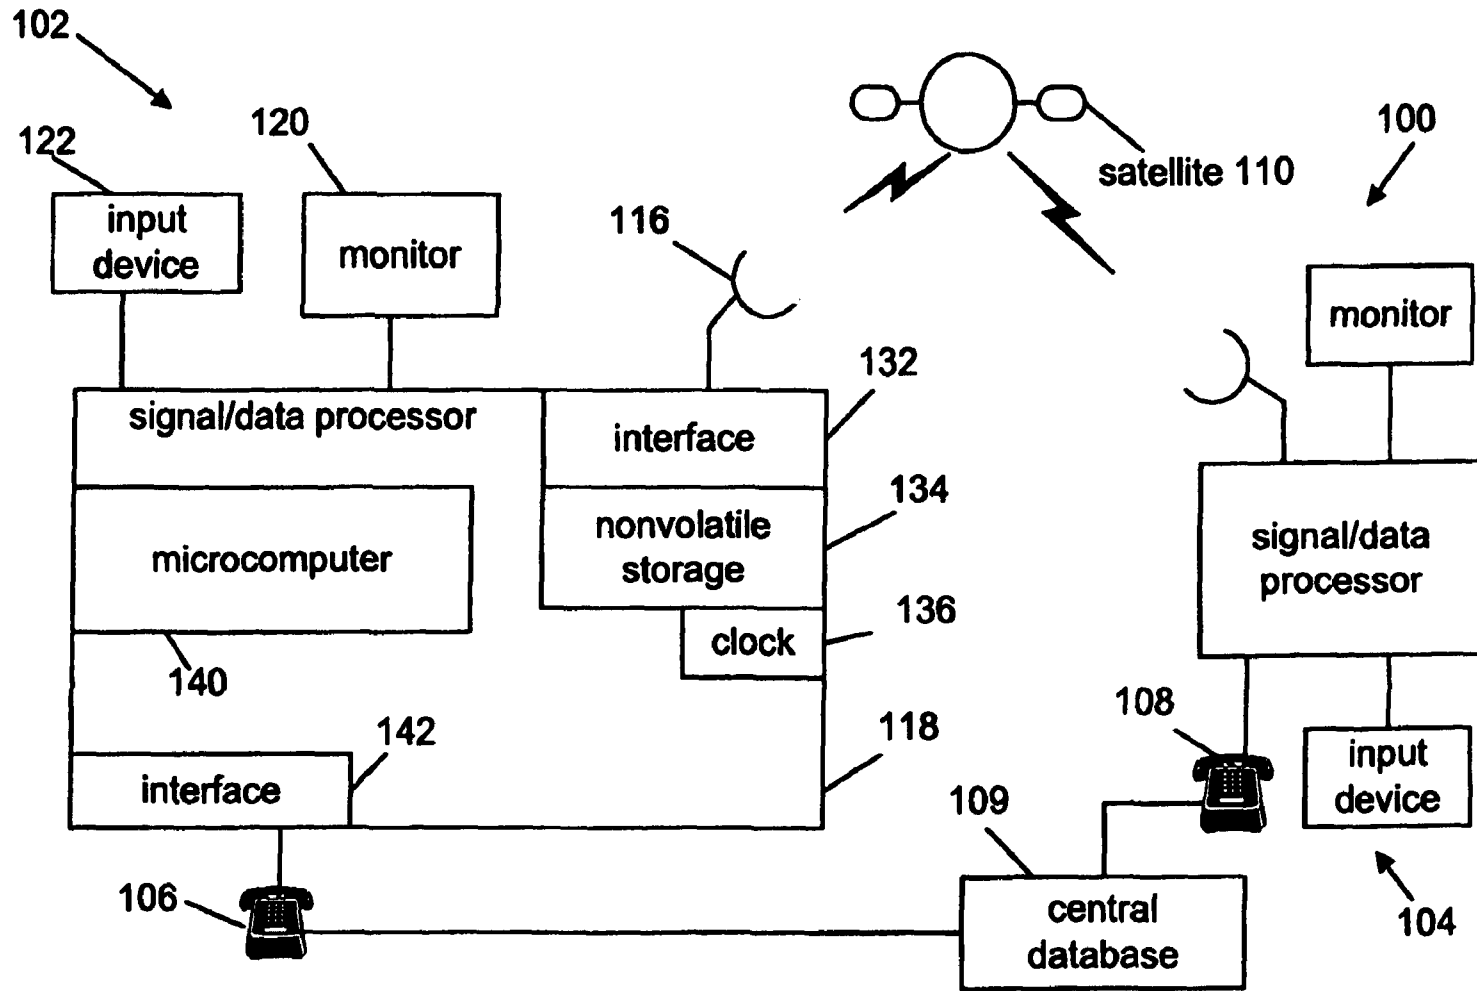 102
122
120
input
device
monitor
116
satellite 110
100
monitor
signal/data processor
interface
132
microcomputer
nonvolatile
storage
134
clock
136
140
118
interface
142
106
109
central
database
108
signal/data
processor
input
device
104